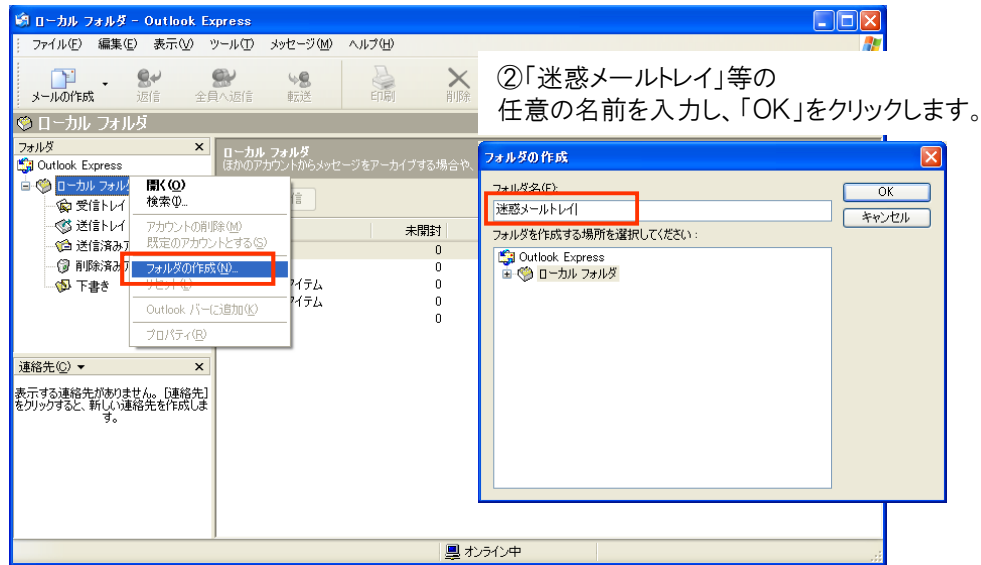 ローカル フォルダ - Outlook Express
ファイル(F) 編集(E) 表示(V) ツール(T) メッセージ(M) ヘルプ(H)
メールの作成 返信 全員へ返信 転送 印刷 削除
②「迷惑メールトレイ」等の
任意の名前を入力し、「OK」をクリックします。
ローカル フォルダ
フォルダ ×
Outlook Express
ローカル フォルダ
受信トレイ
送信トレイ
送信済みア
削除済みア
下書き
開く(O)
検索(I)...
アカウントの削除(M)
既定のアカウントとする(S)
フォルダの作成(N)...
リセット(L)
Outlook バーに追加(K)
プロパティ(R)
ローカル フォルダ
ほかのアカウントからメッセージをアーカイブする場合や、
未開封
0
0
イテム 0
アイテム 0
0
フォルダの作成
フォルダ名(F):
迷惑メールトレイ
OK
キャンセル
フォルダを作成する場所を選択してください :
Outlook Express
ローカル フォルダ
連絡先(C) ×
表示する連絡先がありません。[連絡先]
をクリックすると、新しい連絡先を作成しま
す。
オンライン中